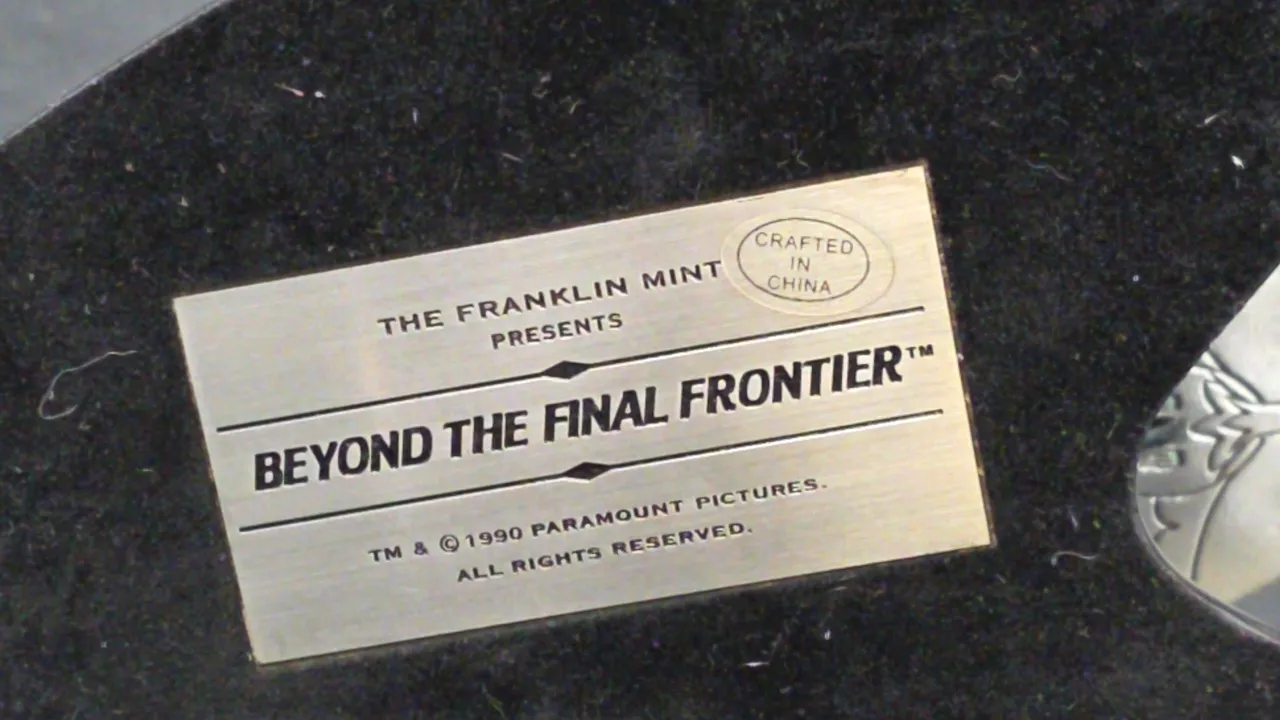 THE FRANKLIN MINT
PRESENTS
CRAFTED
IN
CHINA
BEYOND THE FINAL FRONTIER™
TM & ©1990 PARAMOUNT PICTURES.
ALL RIGHTS RESERVED.